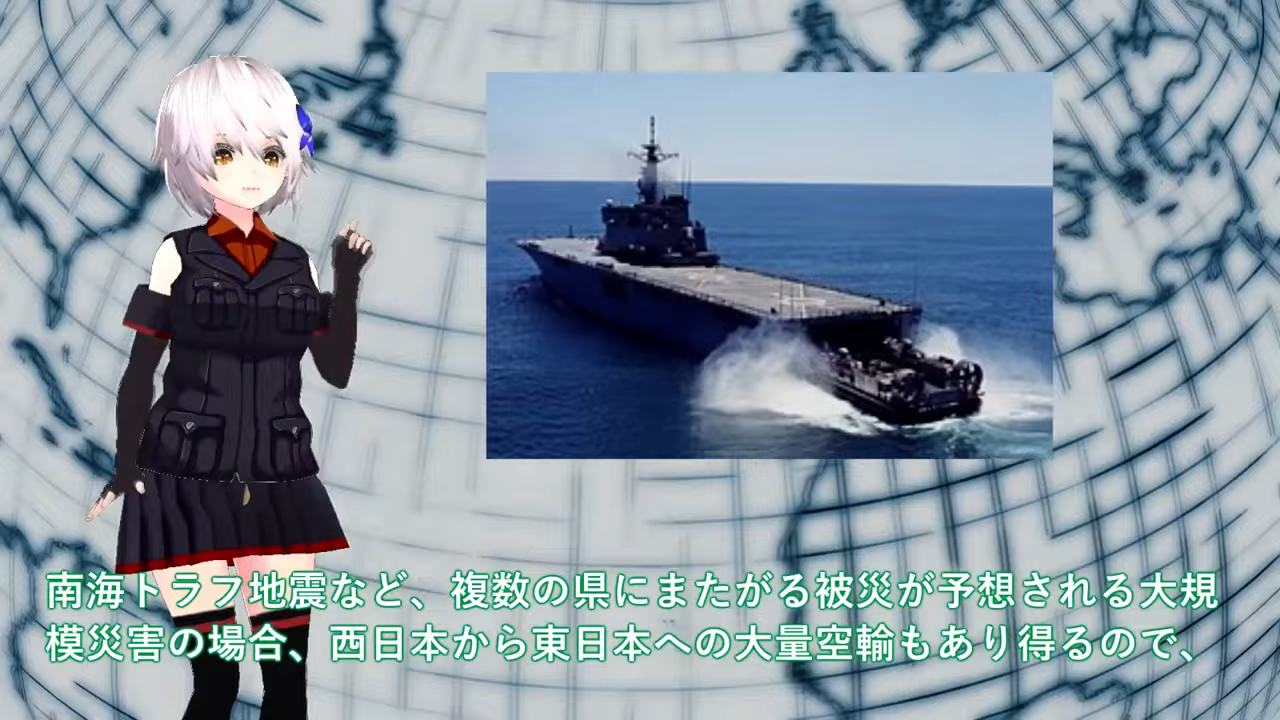 南海トラフ地震など、複数の県にまたがる被災が予想される大規
模災害の場合、西日本から東日本への大量空輸もあり得るので、